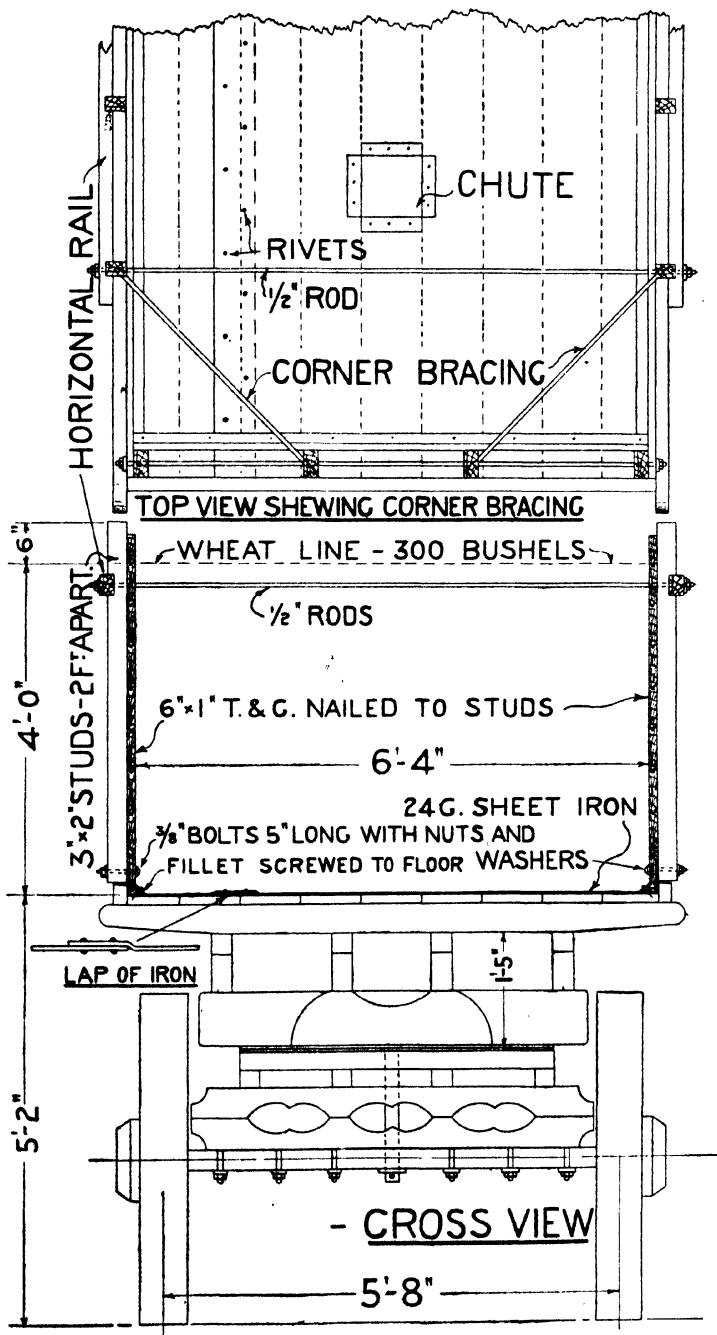 CHUTE
RIVETS
1/2" ROD
HORIZONTAL RAIL
CORNER BRACING
TOP VIEW SHEWING CORNER BRACING
6"
WHEAT LINE - 300 BUSHELS
1/2" RODS
3"×2" STUDS-2FT APART.
4'-0"
6"×1" T. & G. NAILED TO STUDS
6'-4"
24G. SHEET IRON
3/8" BOLTS 5" LONG WITH NUTS AND
FILLET SCREWED TO FLOOR WASHERS
LAP OF IRON
1'-5"
5'-2"
- CROSS VIEW
5'-8"